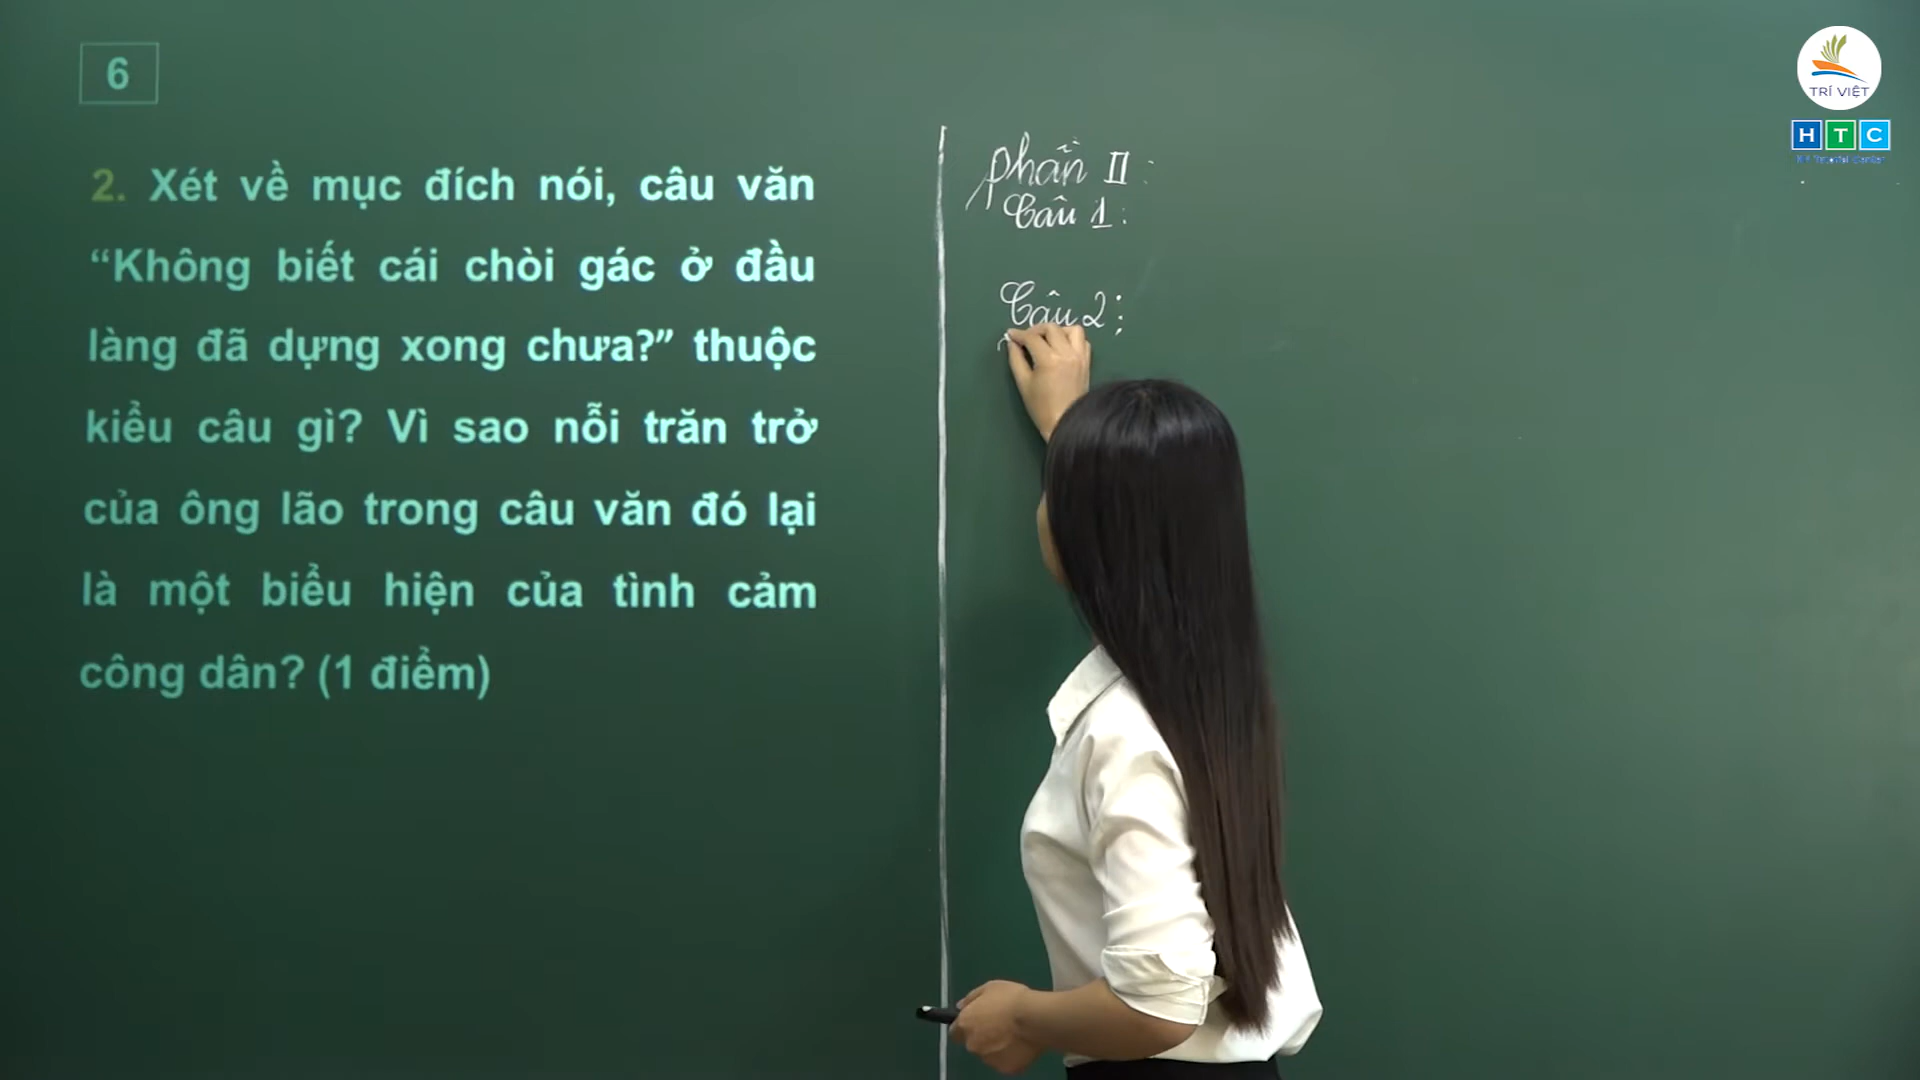 6
2. Xét về mục đích nói, câu văn
“Không biết cái chòi gác ở đầu
làng đã dựng xong chưa?” thuộc
kiểu câu gì? Vì sao nỗi trăn trở
của ông lão trong câu văn đó lại
là một biểu hiện của tình cảm
công dân? (1 điểm)
Phần II:
Câu 1:
Câu 2:
TRÍ VIỆT
HTC